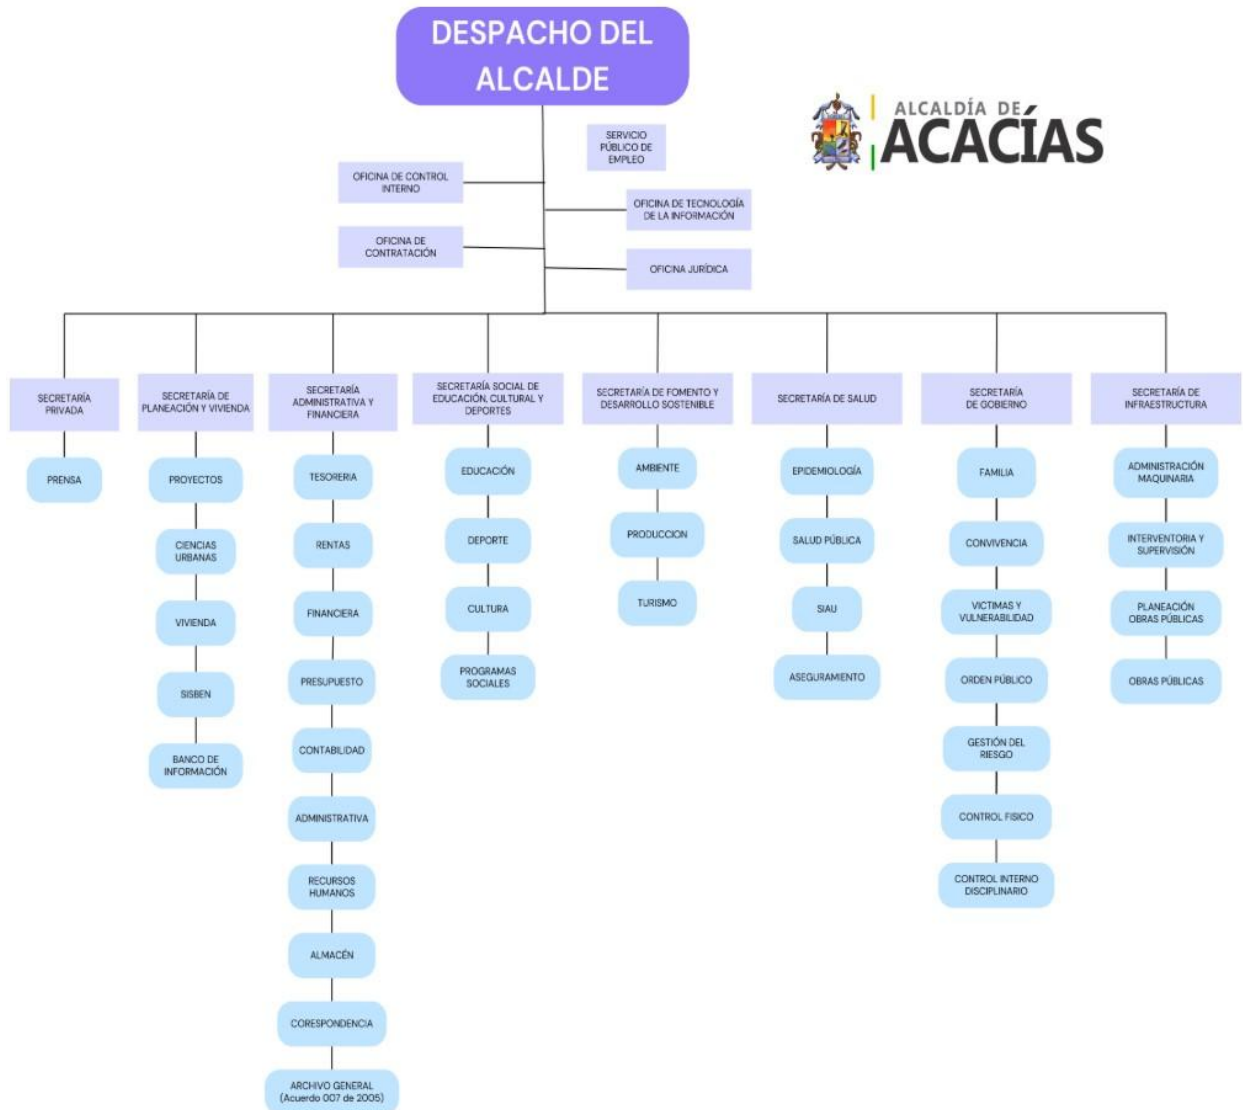 DESPACHO DEL
ALCALDE
ALCALDÍA DE
ACACÍAS
SERVICIO
PÚBLICO DE
EMPLEO
OFICINA DE CONTROL
INTERNO
OFICINA DE TECNOLOGÍA
DE LA INFORMACIÓN
OFICINA DE
CONTRATACIÓN
OFICINA JURÍDICA
SECRETARÍA
PRIVADA
PRENSA
SECRETARÍA DE
PLANEACIÓN Y VIVIENDA
PROYECTOS
CIENCIAS
URBANAS
VIVIENDA
SISBEN
BANCO DE
INFORMACIÓN
SECRETARÍA
ADMINISTRATIVA Y
FINANCIERA
TESORERIA
RENTAS
FINANCIERA
PRESUPUESTO
CONTABILIDAD
ADMINISTRATIVA
RECURSOS
HUMANOS
ALMACÉN
CORESPONDENCIA
ARCHIVO GENERAL
(Acuerdo 007 de 2005)
SECRETARÍA SOCIAL DE
EDUCACIÓN, CULTURAL Y
DEPORTES
EDUCACIÓN
DEPORTE
CULTURA
PROGRAMAS
SOCIALES
SECRETARÍA DE FOMENTO Y
DESARROLLO SOSTENIBLE
AMBIENTE
PRODUCCION
TURISMO
SECRETARÍA DE SALUD
EPIDEMIOLOGÍA
SALUD PÚBLICA
SIAU
ASEGURAMIENTO
SECRETARÍA
DE GOBIERNO
FAMILIA
CONVIVENCIA
VICTIMAS Y
VULNERABILIDAD
ORDEN PÚBLICO
GESTIÓN DEL
RIESGO
CONTROL FISICO
CONTROL INTERNO
DISCIPLINARIO
SECRETARÍA DE
INFRAESTRUCTURA
ADMINISTRACIÓN
MAQUINARIA
INTERVENTORIA Y
SUPERVISIÓN
PLANEACIÓN
OBRAS PÚBLICAS
OBRAS PÚBLICAS